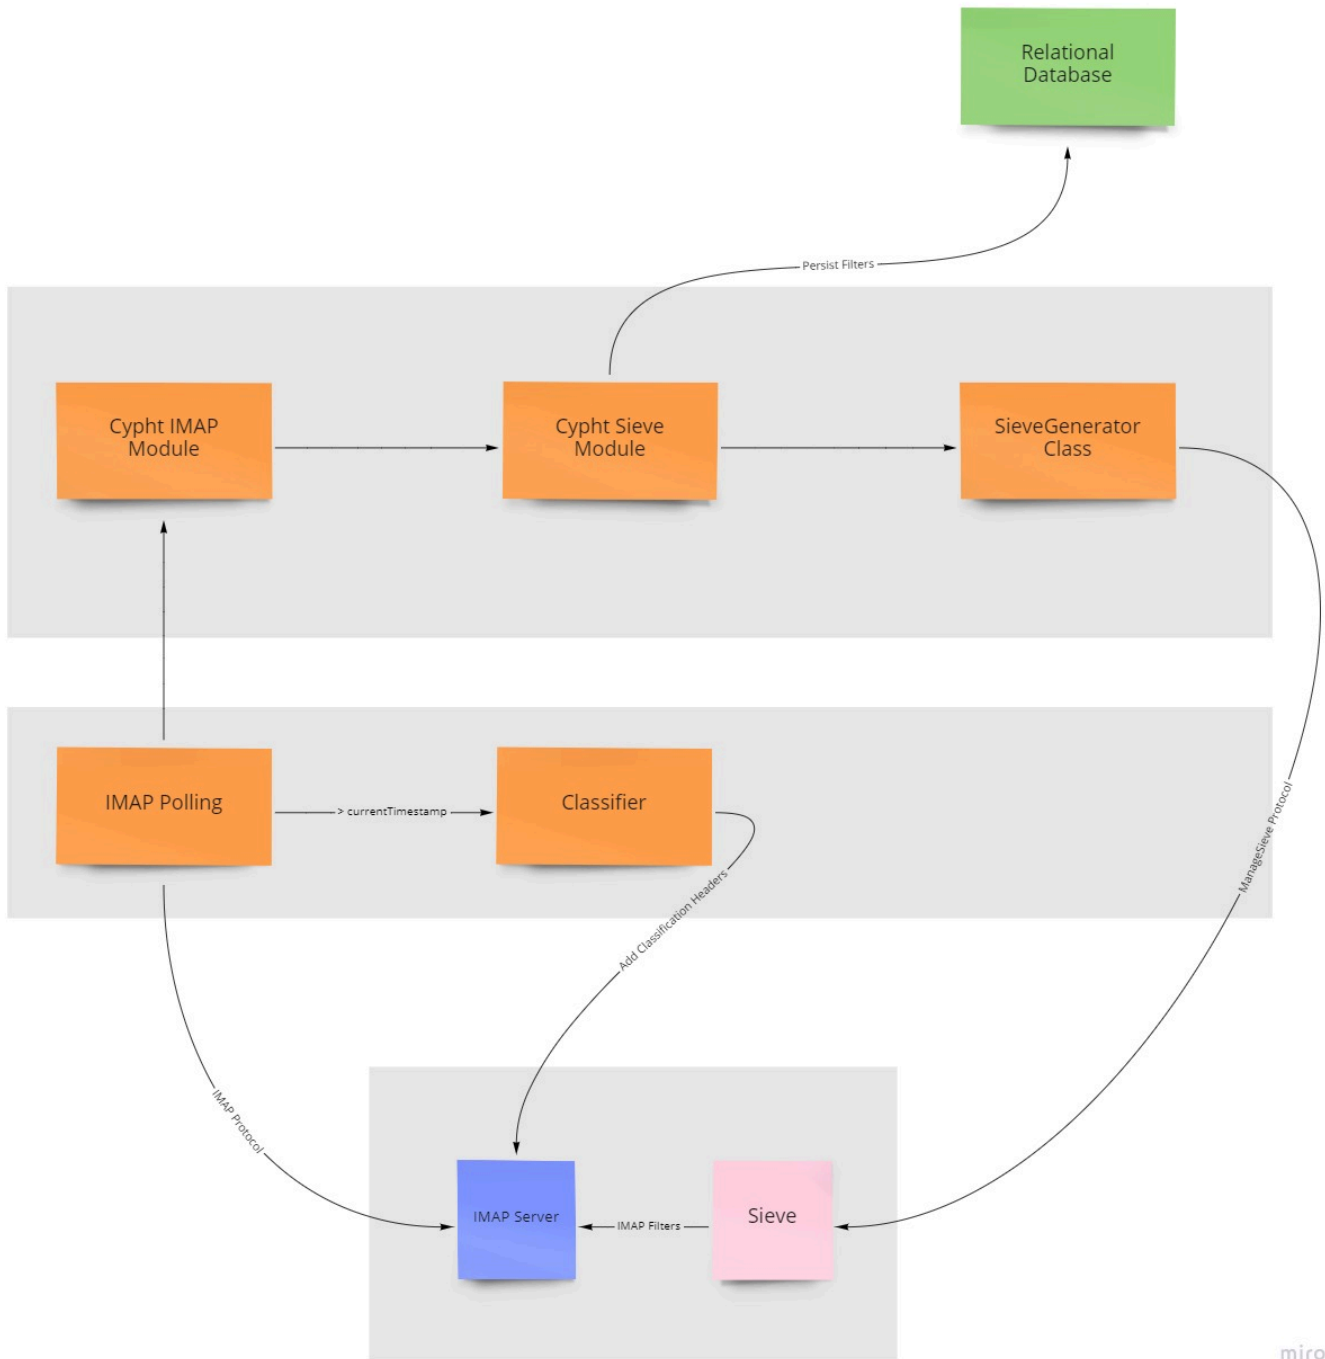 Relational
Database
Persist Filters
Cypht IMAP
Module
Cypht Sieve
Module
SieveGenerator
Class
IMAP Polling
> currentTimestamp
Classifier
ManageSieve Protocol
Add Classification Headers
IMAP Protocol
IMAP Server
IMAP Filters
Sieve
miro